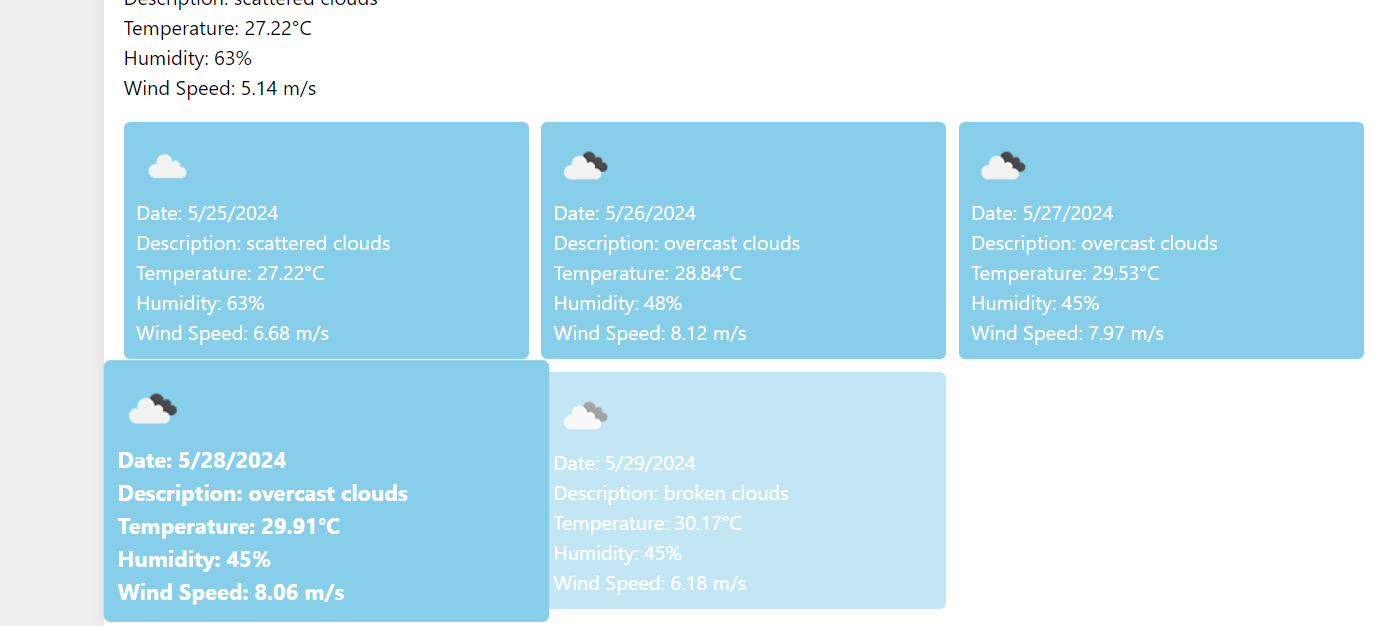 Description: scattered clouds
Temperature: 27.22°C
Humidity: 63%
Wind Speed: 5.14 m/s
Date: 5/25/2024
Description: scattered clouds
Temperature: 27.22°C
Humidity: 63%
Wind Speed: 6.68 m/s
Date: 5/26/2024
Description: overcast clouds
Temperature: 28.84°C
Humidity: 48%
Wind Speed: 8.12 m/s
Date: 5/27/2024
Description: overcast clouds
Temperature: 29.53°C
Humidity: 45%
Wind Speed: 7.97 m/s
Date: 5/28/2024
Description: overcast clouds
Temperature: 29.91°C
Humidity: 45%
Wind Speed: 8.06 m/s
Date: 5/29/2024
Description: broken clouds
Temperature: 30.17°C
Humidity: 45%
Wind Speed: 6.18 m/s